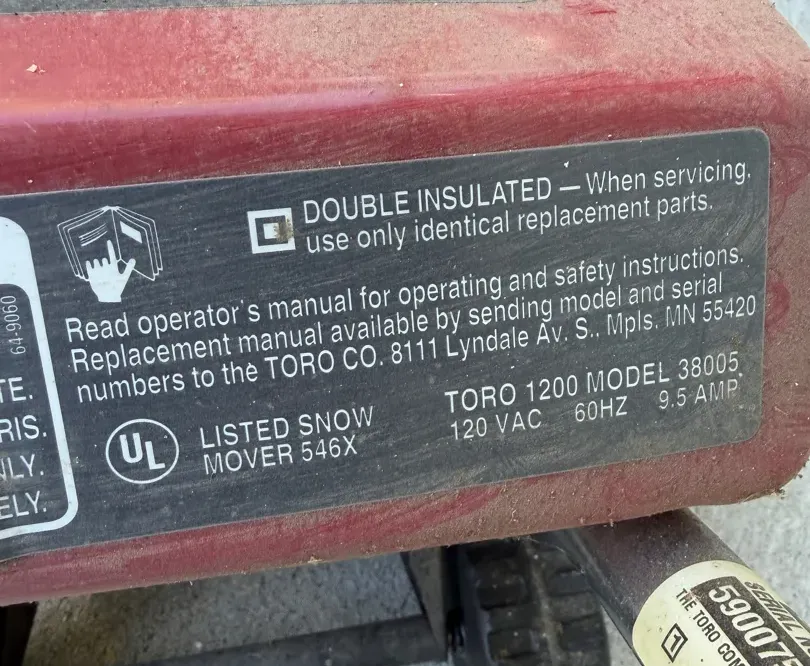 DOUBLE INSULATED — When servicing,
use only identical replacement parts.
Read operator's manual for operating and safety instructions.
Replacement manual available by sending model and serial
numbers to the TORO CO. 8111 Lyndale Av. S., Mpls. MN 55420
UL
LISTED SNOW
MOVER 546X
TORO 1200 MODEL 38005
120 VAC 60HZ 9.5 AMP
64-9060
RIS.
ELY.
THE TORO CO
1